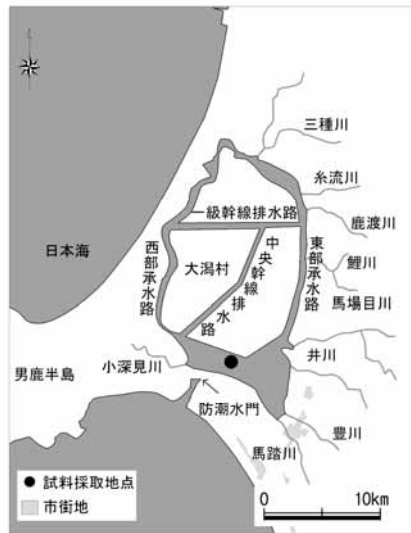 三種川
糸流川
一級幹線排水路
鹿渡川
日本海
西部承水路
大潟村
中央幹線排水路
東部承水路
鯉川
馬場目川
井川
小深見川
男鹿半島
防潮水門
豊川
馬踏川
試料採取地点
市街地
0 10km